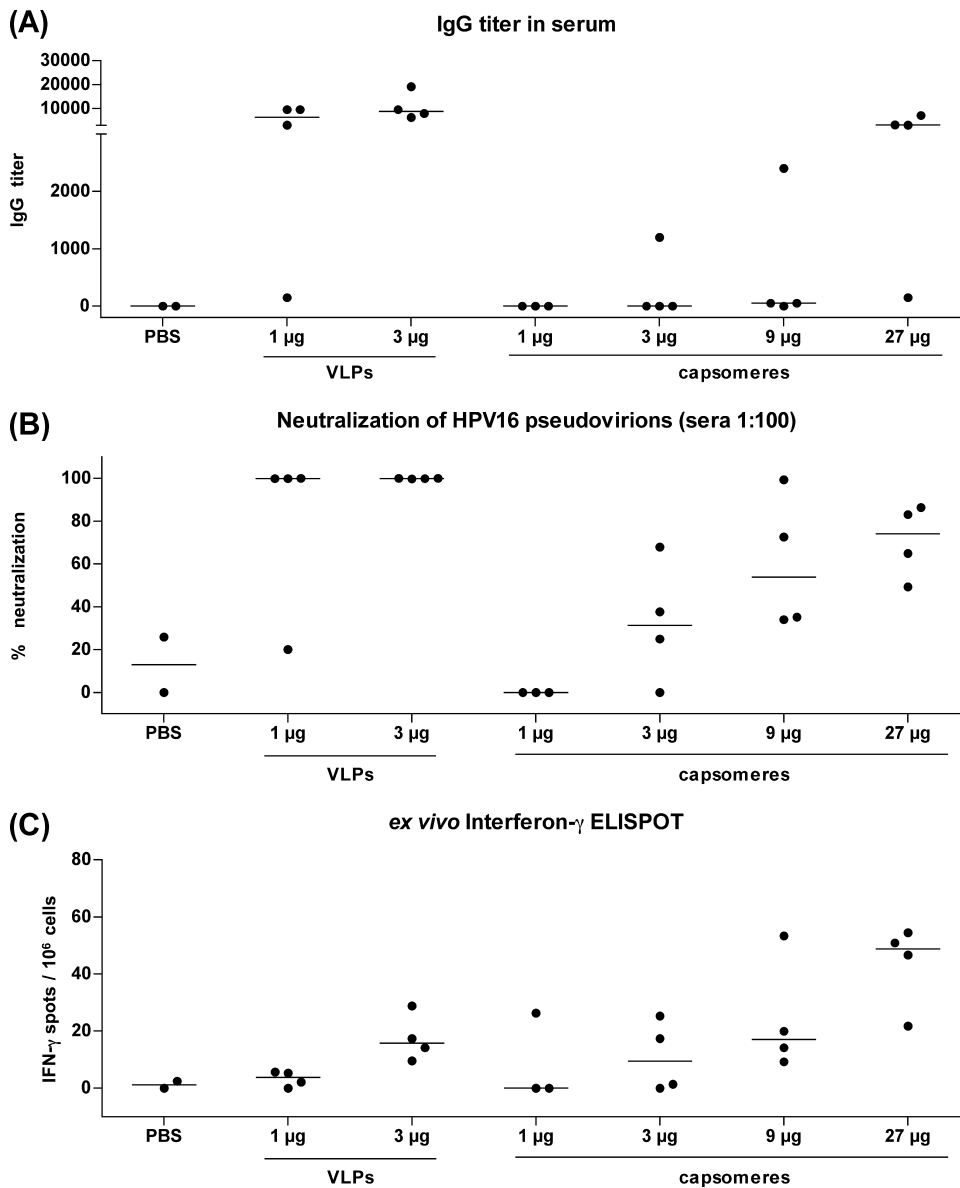 (A)
IgG titer in serum
30000
20000
10000
2000
1000
0
IgG titer
PBS 1 µg 3 µg 1 µg 3 µg 9 µg 27 µg
VLPs capsomeres
(B)
Neutralization of HPV16 pseudovirions (sera 1:100)
100
80
60
40
20
0
% neutralization
PBS 1 µg 3 µg 1 µg 3 µg 9 µg 27 µg
VLPs capsomeres
(C)
ex vivo Interferon-γ ELISPOT
80
60
40
20
0
IFN-γ spots / 10⁶ cells
PBS 1 µg 3 µg 1 µg 3 µg 9 µg 27 µg
VLPs capsomeres